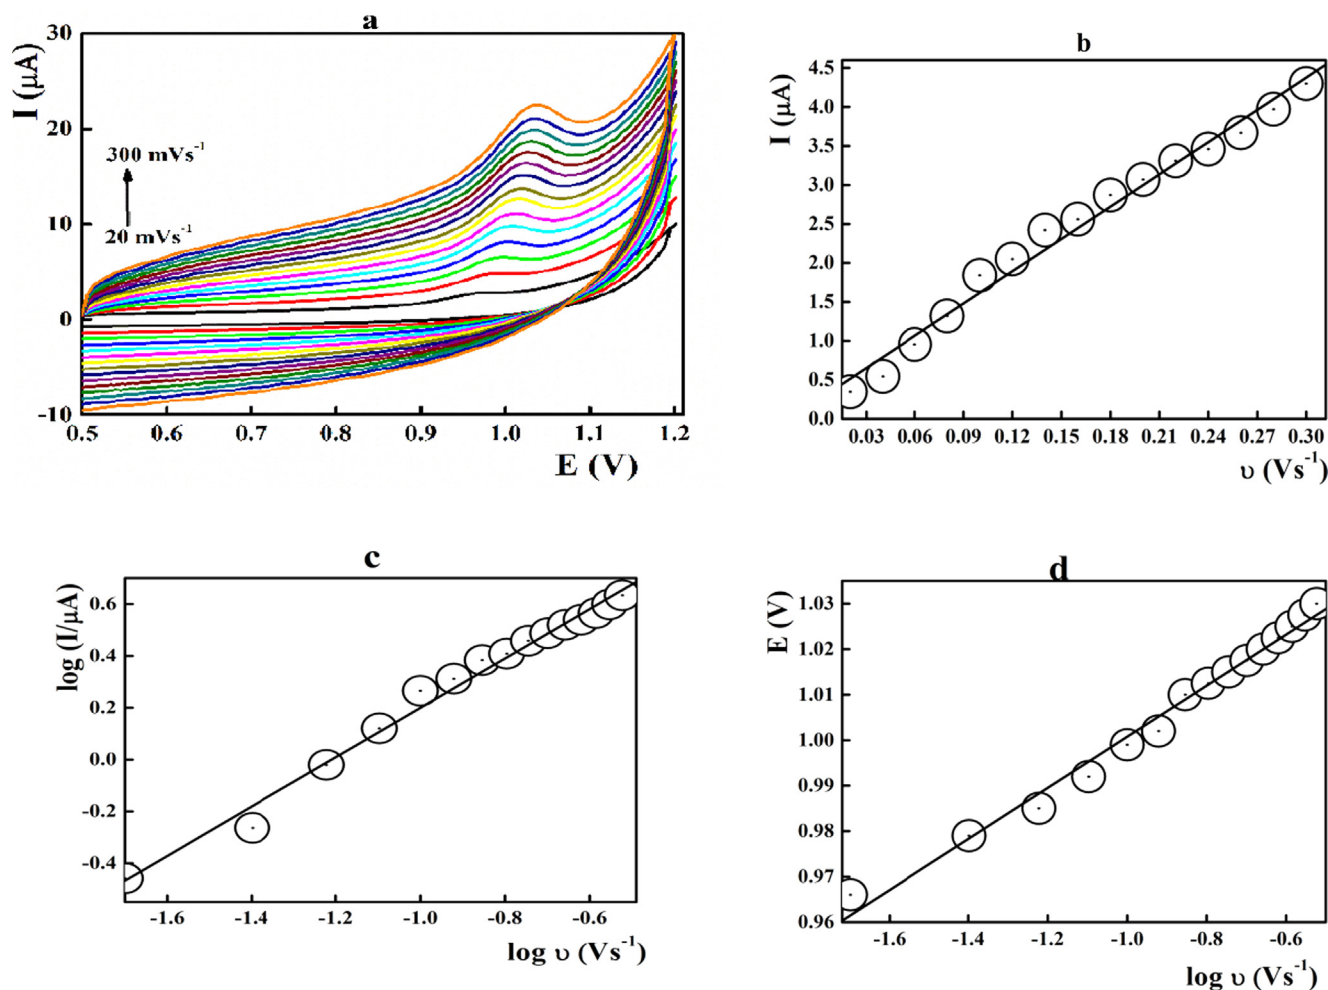 a
I (µA)
30
20
10
0
-10
300 mVs-1
20 mVs-1
0.5 0.6 0.7 0.8 0.9 1.0 1.1 1.2
E (V)
b
I (µA)
4.5
4.0
3.5
3.0
2.5
2.0
1.5
1.0
0.5
0.0
0.03 0.06 0.09 0.12 0.15 0.18 0.21 0.24 0.27 0.30
υ (Vs-1)
c
log (I/µA)
0.6
0.4
0.2
0.0
-0.2
-0.4
-1.6 -1.4 -1.2 -1.0 -0.8 -0.6
log υ (Vs-1)
d
E (V)
1.03
1.02
1.01
1.00
0.99
0.98
0.97
0.96
-1.6 -1.4 -1.2 -1.0 -0.8 -0.6
log υ (Vs-1)